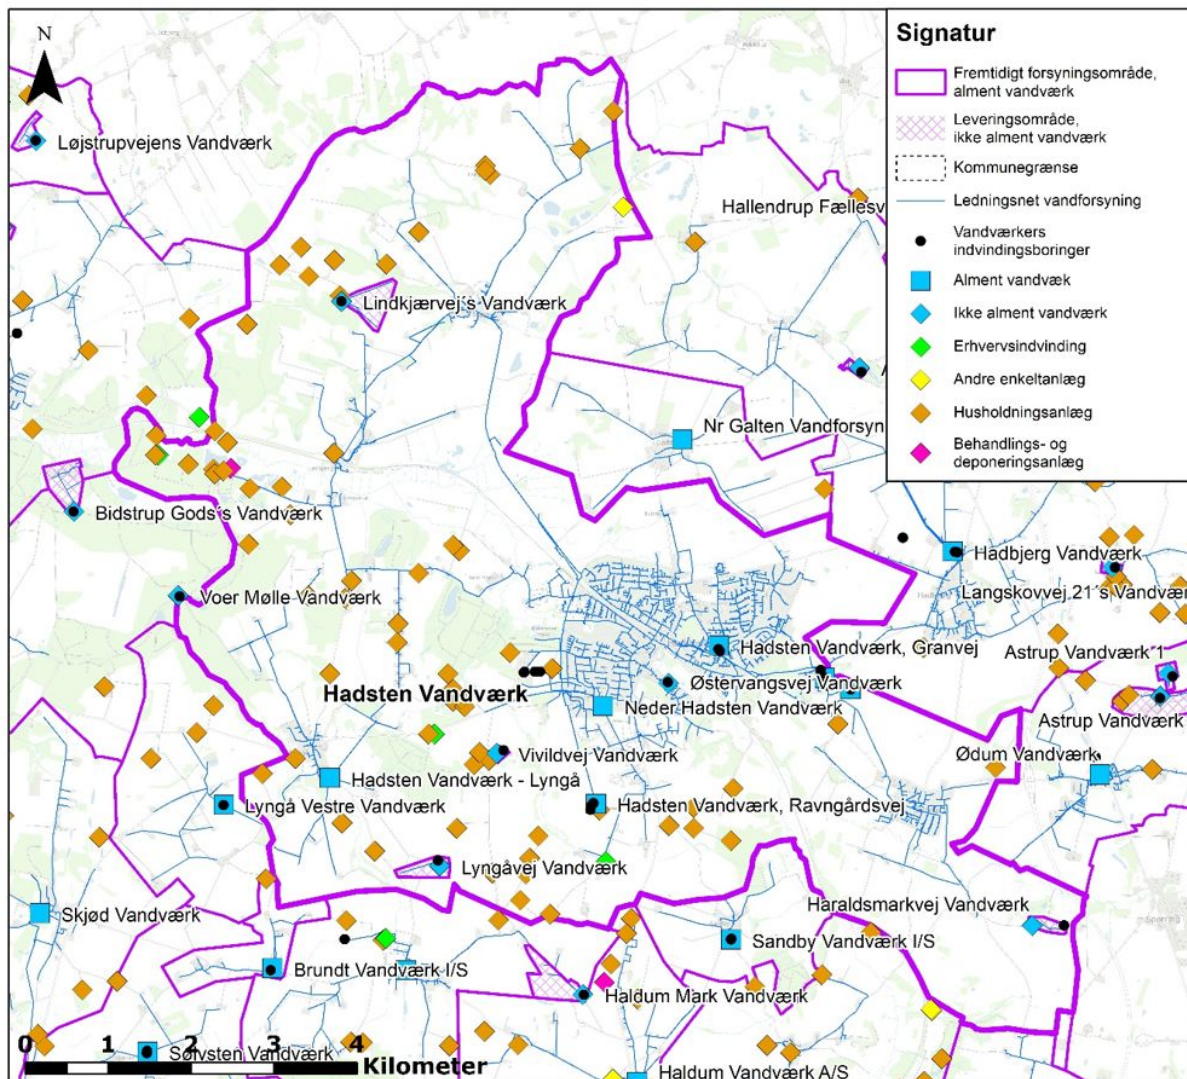 N
Signatur
Fremtidigt forsyningsområde,
alment vandværk
Leveringsområde,
ikke alment vandværk
Kommunegrænse
Ledningsnet vandforsyning
Vandværkers
indvindingsboringer
Alment vandvæk
Ikke alment vandværk
Erhvervsindvinding
Andre enkeltanlæg
Husholdningsanlæg
Behandlings- og
deponeringsanlæg
Løjstrupvejens Vandværk
Hallendrup Fællesv
Lindkjærvej´s Vandværk
A
Nr Galten Vandforsyn
Bidstrup Gods´s Vandværk
Hadbjerg Vandværk
Voer Mølle Vandværk
Langskovvej 21´s Vandvær
Hadsten Vandværk, Granvej
Astrup Vandværk 1
Hadsten Vandværk
Østervangsvej Vandværk
Neder Hadsten Vandværk
Astrup Vandværk
Vivildvej Vandværk
Ødum Vandværk
Hadsten Vandværk - Lyngå
Lyngå Vestre Vandværk
Hadsten Vandværk, Ravngårdsvej
Lyngåvej Vandværk
Skjød Vandværk
Haraldsmarkvej Vandværk
Sandby Vandværk I/S
Brundt Vandværk I/S
Haldum Mark Vandværk
Sølvsten Vandværk
Haldum Vandværk A/S
0 1 2 3 4
Kilometer